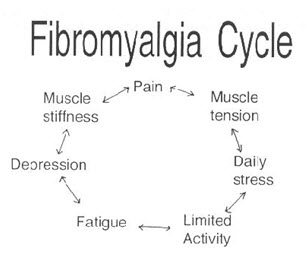 Fibromyalgia Cycle
Pain
Muscle
tension
Daily
stress
Limited
Activity
Fatigue
Depression
Muscle
stiffness